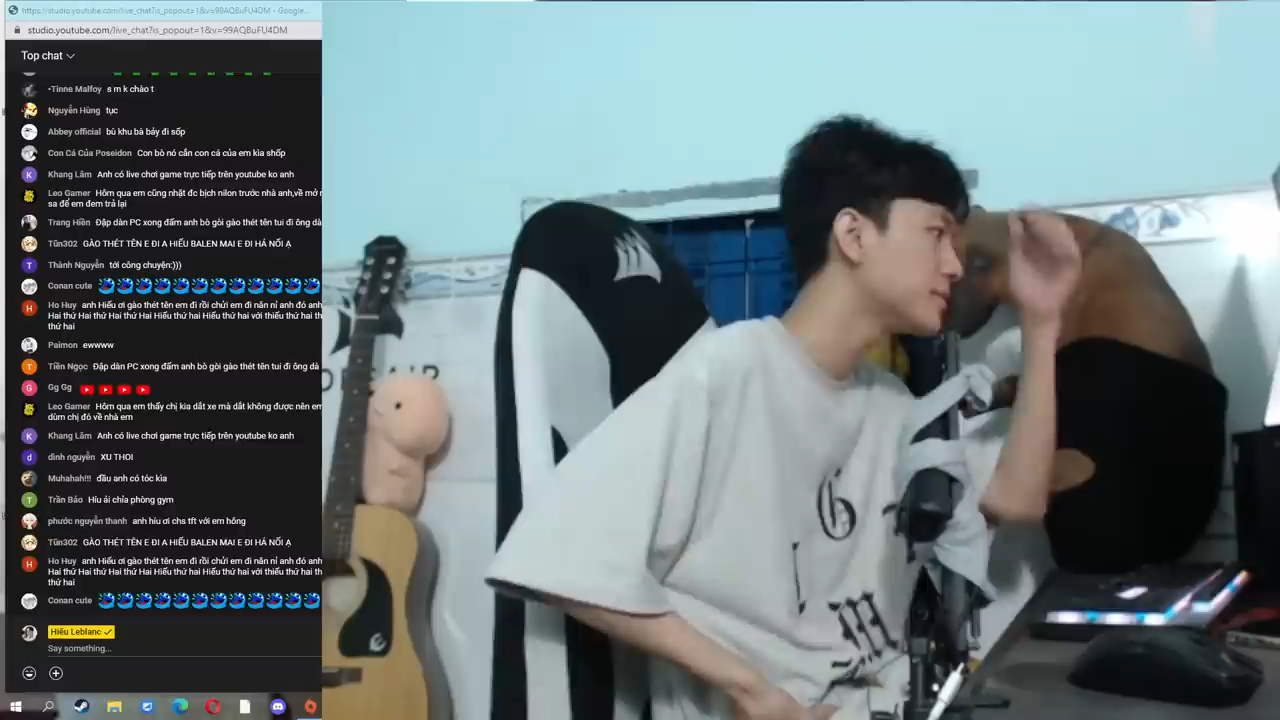 https://studio.youtube.com/live_chat?is_popout=1&v=99AQBuFU4DM - Google...
studio.youtube.com/live_chat?is_popout=1&v=99AQBuFU4DM
Top chat
•Tinne Malfoy s m k chào t
Nguyễn Hùng tục
Abbey official bù khu bà bảy đi sốp
Con Cá Của Poseidon Con bò nó cắn con cá của em kìa shốp
Khang Lâm Anh có live chơi game trực tiếp trên youtube ko anh
Leo Gamer Hôm qua em cũng nhặt đc bịch nilon trước nhà anh,về mở
sa để em đem trả lại
Trang Hiền Đập dàn PC xong đấm anh bò gòi gào thét tên tui đi ông
Tũn302 GÀO THÉT TÊN E ĐI A HIẾU BALEN MAI E ĐI HÁ NỔI Ạ
Thành Nguyễn tới công chuyện:)))
Conan cute
Ho Huy anh Hiếu ơi gào thét tên em đi rồi chửi em đi năn nỉ anh đó anh
Hai thứ Hai thứ Hai thứ Hai Hiếu thứ hai Hiếu thứ hai với thiếu thứ hai
thứ hai
Paimon ewwww
Tiền Ngọc Đập dàn PC xong đấm anh bò gòi gào thét tên tui đi ông
Gg Gg
Leo Gamer Hôm qua em thấy chị kia dắt xe mà dắt không được nên em
dùm chị đó về nhà em
Khang Lâm Anh có live chơi game trực tiếp trên youtube ko anh
dinh nguyễn XU THOI
Muhahah!!! đầu anh có tóc kìa
Trần Bảo Híu ải chỉa phòng gym
phước nguyễn thanh anh híu ơi chs tft với em hông
Tũn302 GÀO THÉT TÊN E ĐI A HIẾU BALEN MAI E ĐI HÁ NỔI Ạ
Ho Huy anh Hiếu ơi gào thét tên em đi rồi chửi em đi năn nỉ anh đó anh
Hai thứ Hai thứ Hai thứ Hai Hiếu thứ hai Hiếu thứ hai với thiếu thứ hai
thứ hai
Conan cute
Hiếu Leblanc
Say something...
G
M